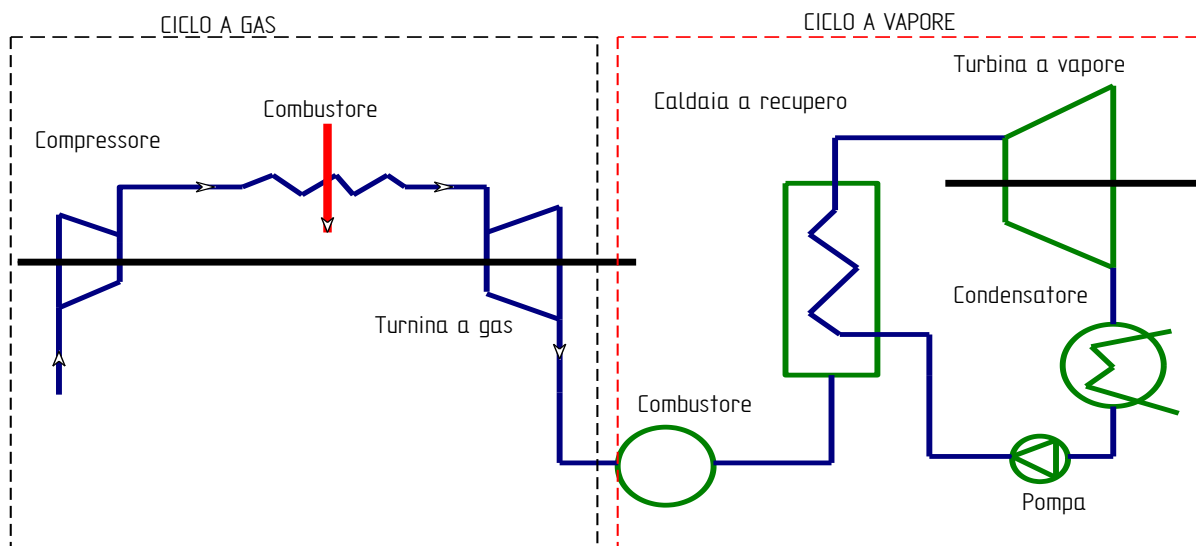 CICLO A GAS
CICLO A VAPORE
Turbina a vapore
Caldaia a recupero
Combustore
Compressore
Condensatore
Turnina a gas
Combustore
Pompa